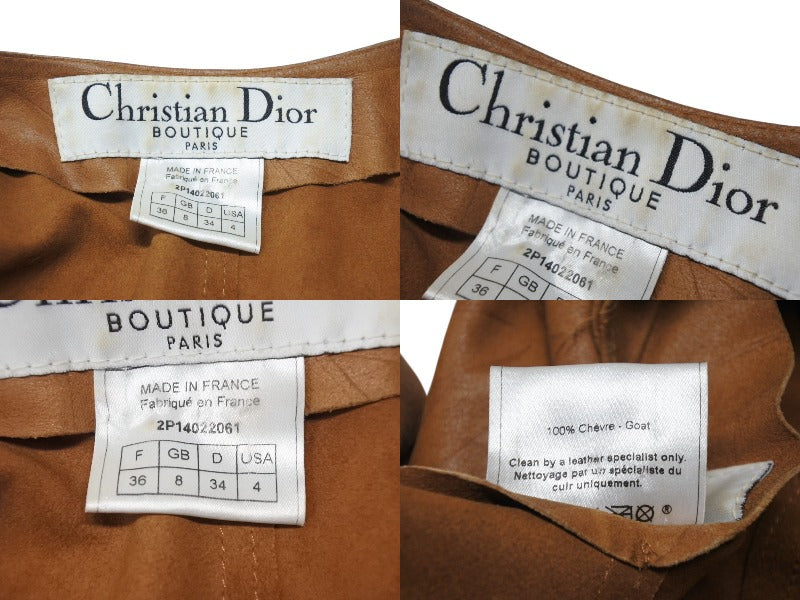 Christian Dior
BOUTIQUE
PARIS
MADE IN FRANCE
Fabriqué en France
2P14022061
F GB D USA
36 8 34 4
Christian Dior
BOUTIQUE
PARIS
MADE IN FRANCE
Fabriqué en France
2P14022061
F GB
36
BOUTIQUE
PARIS
MADE IN FRANCE
Fabriqué en France
2P14022061
F GB D USA
36 8 34 4
100% Chèvre - Goat
Clean by a leather specialist only.
Nettoyage par un spécialiste du
cuir uniquement.